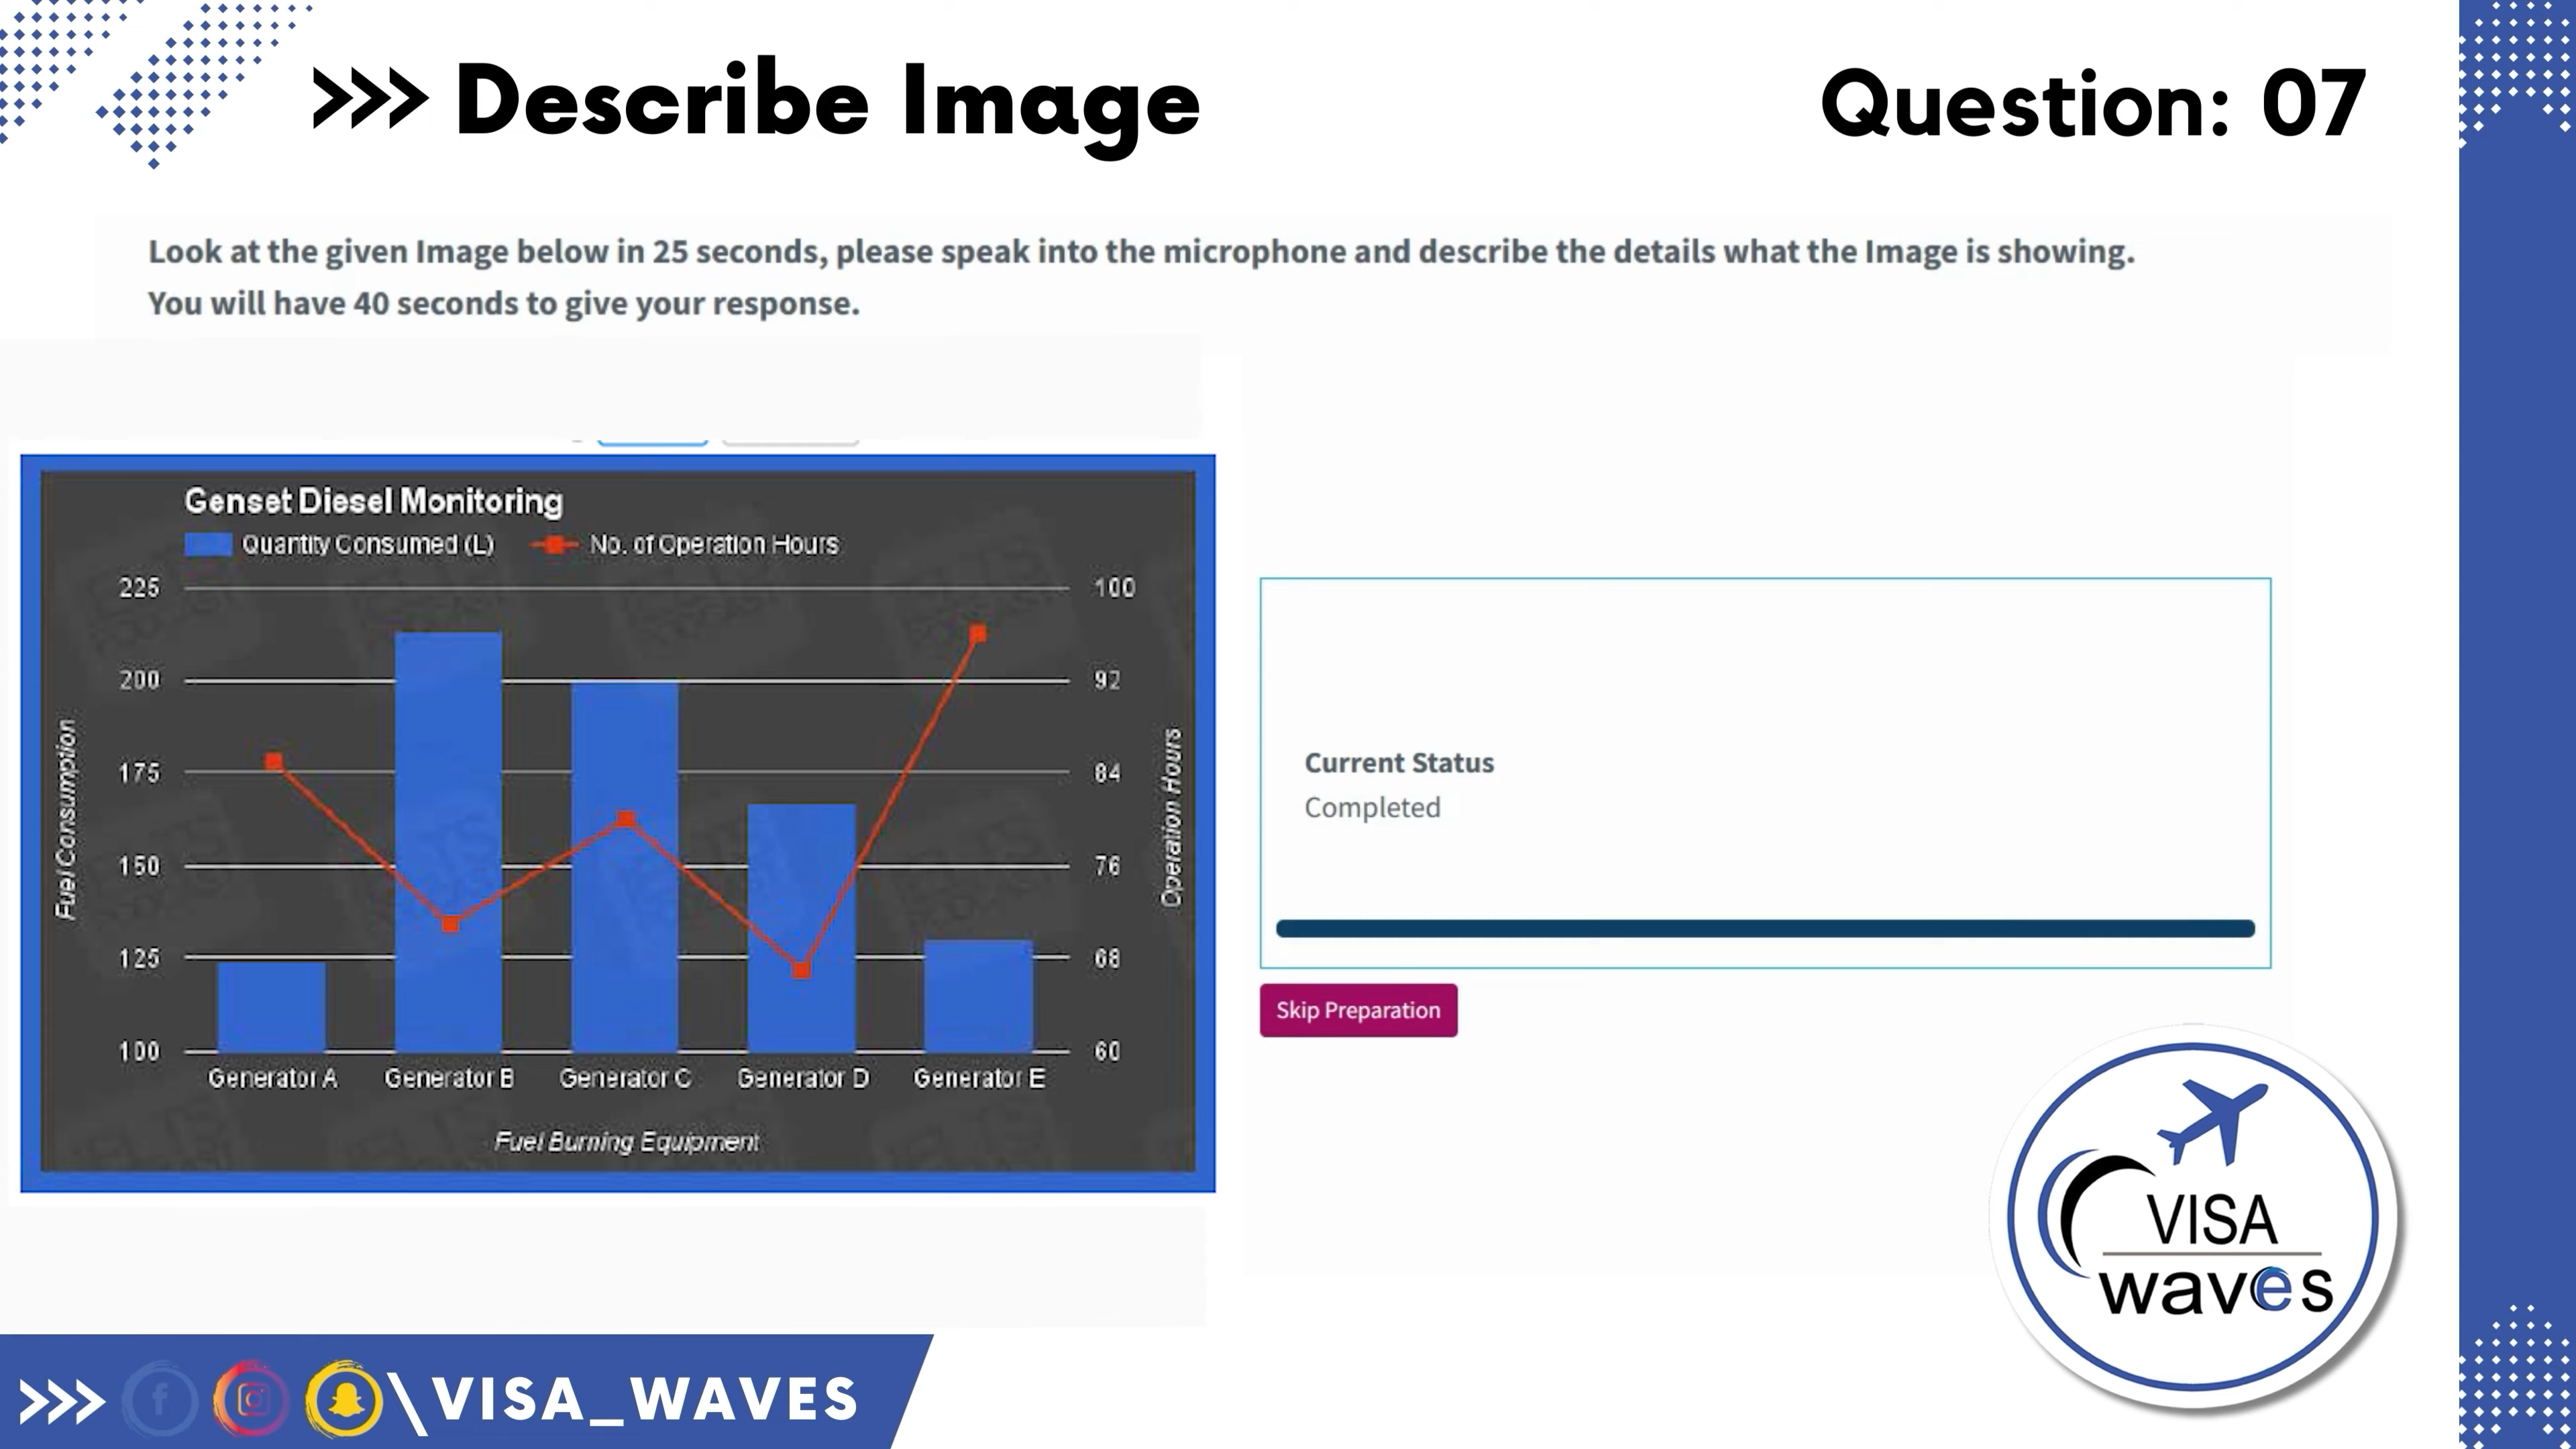 >>> Describe Image
Question: 07
Look at the given Image below in 25 seconds, please speak into the microphone and describe the details what the Image is showing.
You will have 40 seconds to give your response.
Genset Diesel Monitoring
Quantity Consumed (L)
No. of Operation Hours
225
200
175
150
125
100
100
92
84
76
68
60
Fuel Consumption
Operation Hours
Generator A
Generator B
Generator C
Generator D
Generator E
Fuel Burning Equipment
Current Status
Completed
Skip Preparation
VISA
waves
>>> f \VISA_WAVES